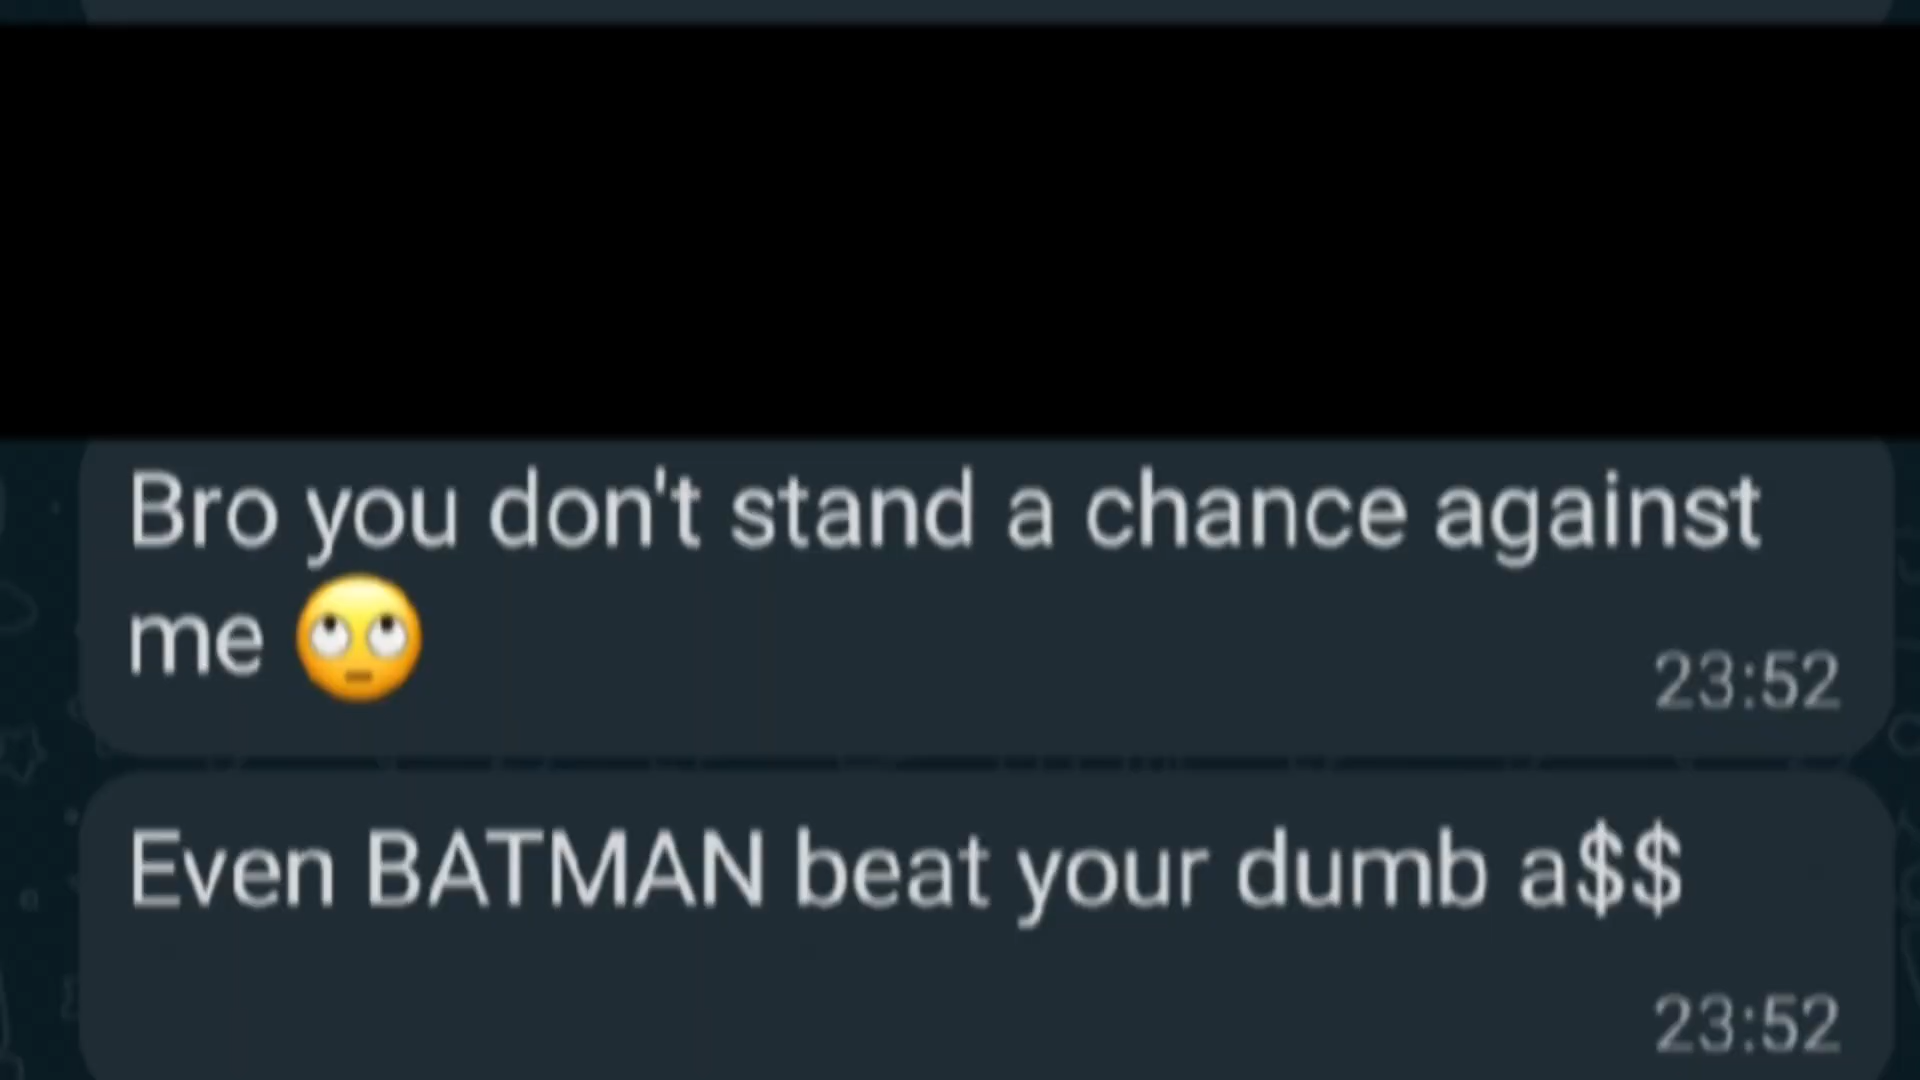 Bro you don't stand a chance against
me 🙄
23:52
Even BATMAN beat your dumb a$$
23:52